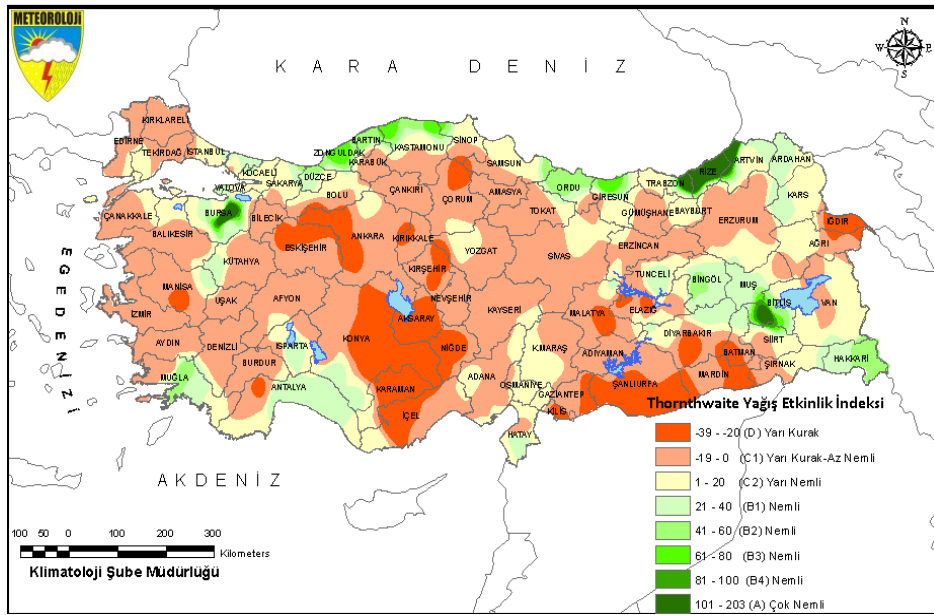 METEOROLOJİ
N
W E
S
KARA DENİZ
KIRKLARELİ
EDİRNE
TEKİRDAĞ
İSTANBUL
KOCAELİ
YALOVA
SAKARYA
DÜZCE
ZONGULDAK
BARTIN
KARABÜK
KASTAMONU
SİNOP
SAMSUN
BOLU
ÇANKIRI
ÇORUM
AMASYA
TOKAT
ORDU
GİRESUN
TRABZON
RİZE
ARTVİN
ARDAHAN
KARS
GÜMÜŞHANE
BAYBURT
ERZURUM
IĞDIR
AĞRI
ÇANAKKALE
BALIKESİR
BURSA
BİLECİK
ESKİŞEHİR
ANKARA
KIRIKKALE
YOZGAT
SİVAS
ERZİNCAN
TUNCELİ
BİNGÖL
MUŞ
BİTLİS
VAN
KÜTAHYA
MANİSA
UŞAK
AFYON
KIRŞEHİR
NEVŞEHİR
KAYSERİ
MALATYA
ELAZIĞ
DİYARBAKIR
SİİRT
HAKKARİ
İZMİR
AYDIN
DENİZLİ
BURDUR
ISPARTA
KONYA
AKSARAY
NİĞDE
K.MARAŞ
ADIYAMAN
BATMAN
MARDİN
ŞIRNAK
MUĞLA
ANTALYA
KARAMAN
İÇEL
ADANA
OSMANİYE
GAZİANTEP
KİLİS
ŞANLIURFA
HATAY
EGE DENİZİ
AKDENİZ
Thornthwaite Yağış Etkinlik İndeksi
-39 - -20 (D) Yarı Kurak
-19 - 0 (C1) Yarı Kurak-Az Nemli
1 - 20 (C2) Yarı Nemli
21 - 40 (B1) Nemli
41 - 60 (B2) Nemli
61 - 80 (B3) Nemli
81 - 100 (B4) Nemli
101 - 203 (A) Çok Nemli
100 50 0 100 200 300
Kilometers
Klimatoloji Şube Müdürlüğü